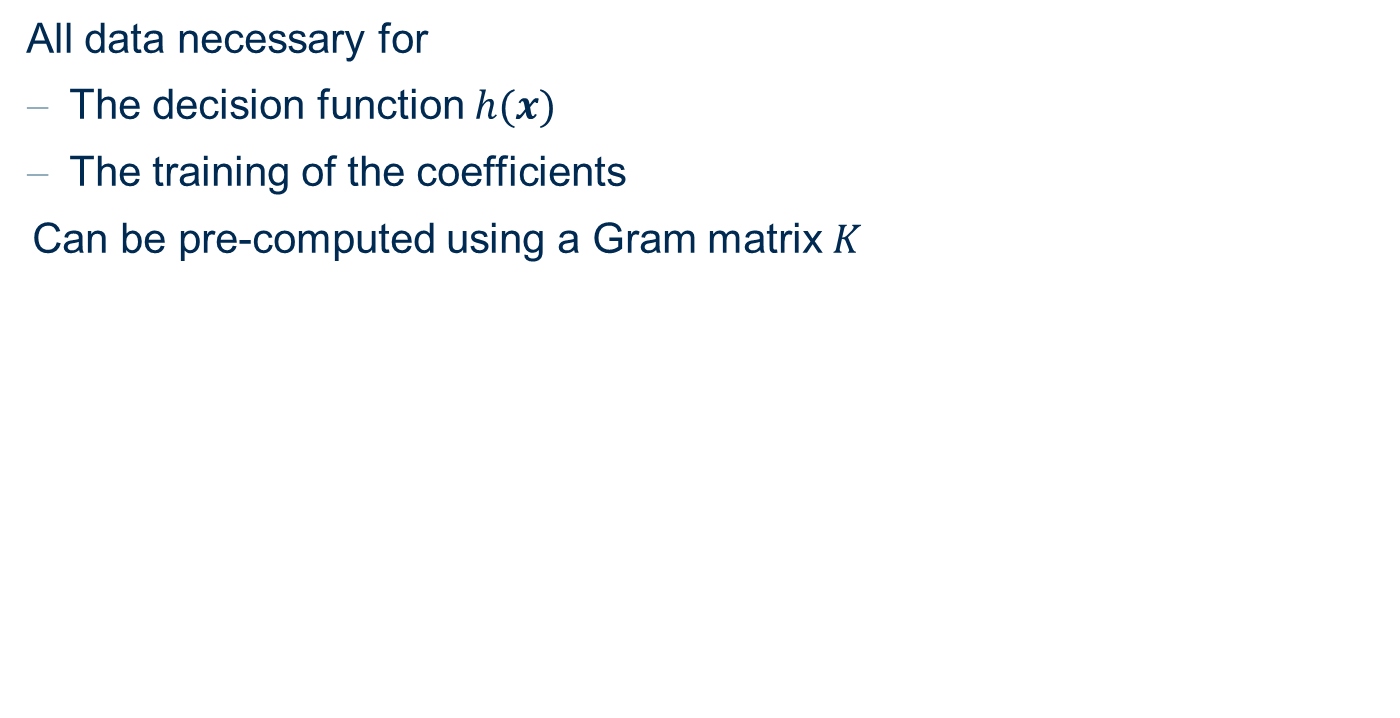 All data necessary for
– The decision function h(x)
– The training of the coefficients
Can be pre-computed using a Gram matrix K